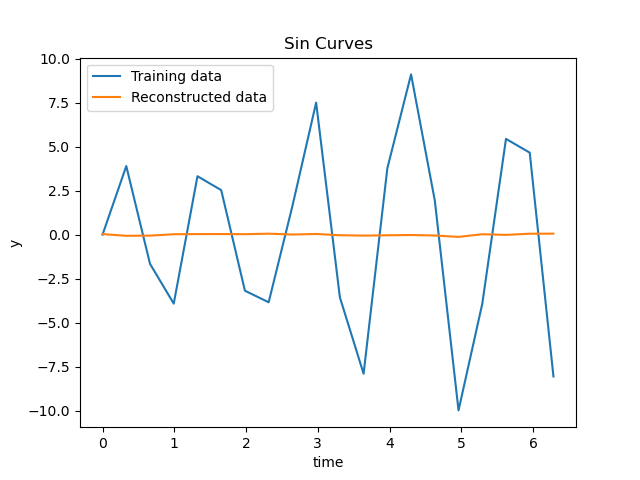 Sin Curves
Training data
Reconstructed data
10.0
7.5
5.0
2.5
0.0
−2.5
−5.0
−7.5
−10.0
y
0 1 2 3 4 5 6
time